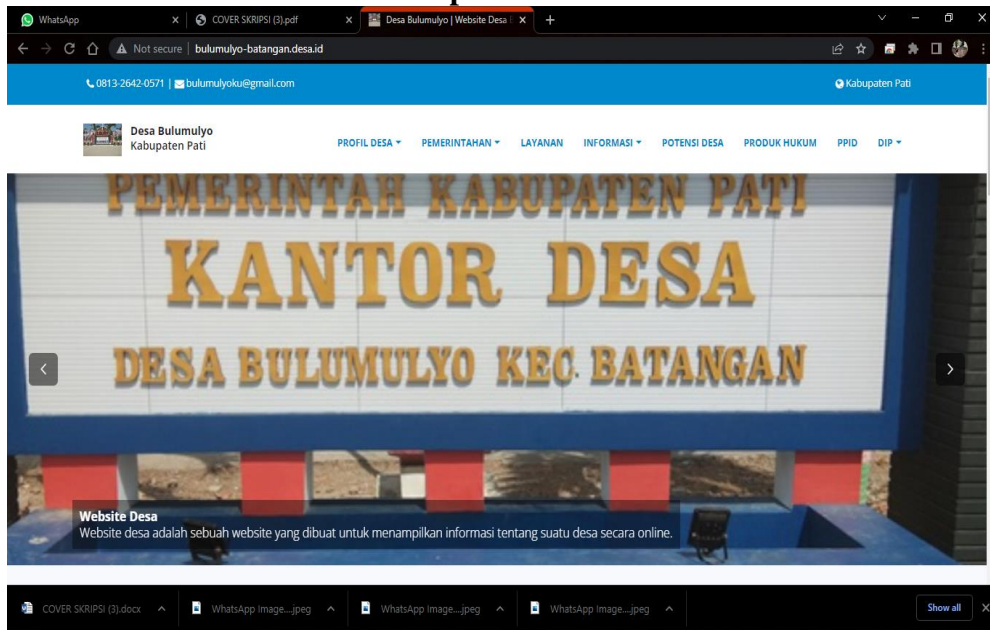 WhatsApp
COVER SKRIPSI (3).pdf
Desa Bulumulyo | Website Desa
Not secure | bulumulyo-batangan.desa.id
0813-2642-0571 | bulumulyoku@gmail.com
Kabupaten Pati
Desa Bulumulyo
Kabupaten Pati
PROFIL DESA PEMERINTAHAN LAYANAN INFORMASI POTENSI DESA PRODUK HUKUM PPID DIP
PEMERINTAH KABUPATEN PATI
KANTOR DESA
DESA BULUMULYO KEC. BATANGAN
Website Desa
Website desa adalah sebuah website yang dibuat untuk menampilkan informasi tentang suatu desa secara online.
COVER SKRIPSI (3).docx
WhatsApp Image....jpeg
WhatsApp Image....jpeg
WhatsApp Image....jpeg
Show all